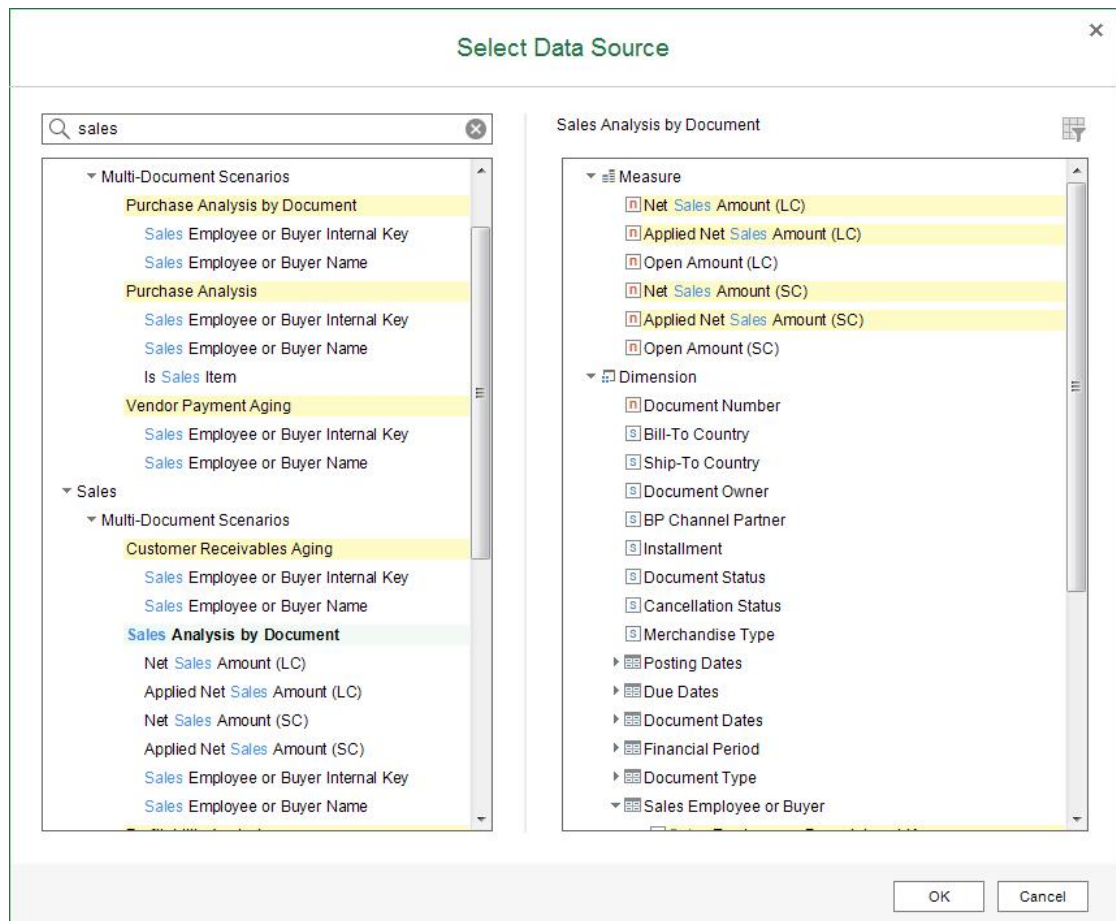 Select Data Source
sales
Multi-Document Scenarios
Purchase Analysis by Document
Sales Employee or Buyer Internal Key
Sales Employee or Buyer Name
Purchase Analysis
Sales Employee or Buyer Internal Key
Sales Employee or Buyer Name
Is Sales Item
Vendor Payment Aging
Sales Employee or Buyer Internal Key
Sales Employee or Buyer Name
Sales
Multi-Document Scenarios
Customer Receivables Aging
Sales Employee or Buyer Internal Key
Sales Employee or Buyer Name
Sales Analysis by Document
Net Sales Amount (LC)
Applied Net Sales Amount (LC)
Net Sales Amount (SC)
Applied Net Sales Amount (SC)
Sales Employee or Buyer Internal Key
Sales Employee or Buyer Name
Sales Analysis by Document
Measure
n Net Sales Amount (LC)
n Applied Net Sales Amount (LC)
n Open Amount (LC)
n Net Sales Amount (SC)
n Applied Net Sales Amount (SC)
n Open Amount (SC)
Dimension
n Document Number
s Bill-To Country
s Ship-To Country
s Document Owner
s BP Channel Partner
s Installment
s Document Status
s Cancellation Status
s Merchandise Type
Posting Dates
Due Dates
Document Dates
Financial Period
Document Type
Sales Employee or Buyer
OK
Cancel